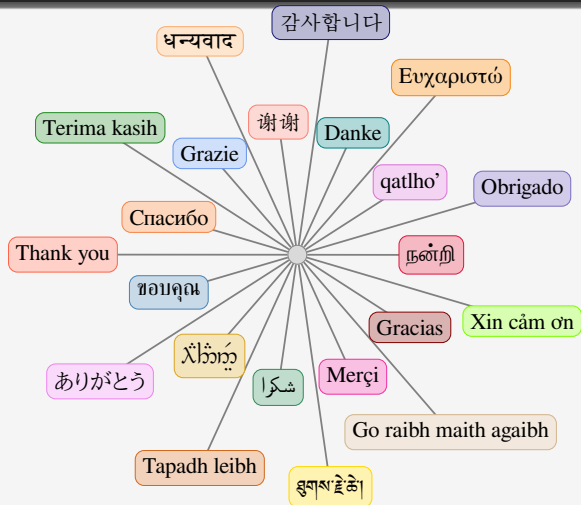 감사합니다
धन्यवाद
Ευχαριστώ
谢谢
Terima kasih
Danke
Grazie
qatlho’
Obrigado
Спасибо
Thank you
நன்றி
ขอบคุณ
Xin cảm ơn
Gracias
ありがとう
Merçi
شكرًا
Go raibh maith agaibh
Tapadh leibh
ཐུགས་རྗེ་ཆེ།